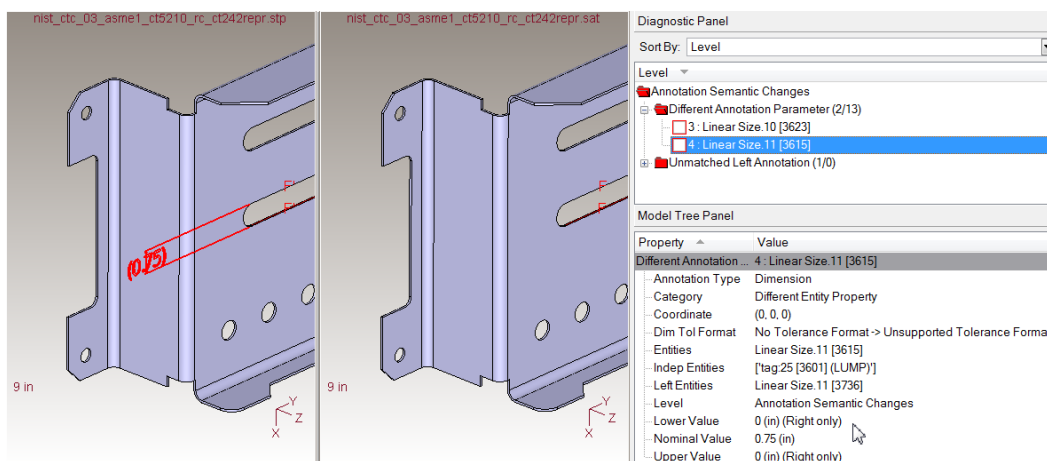 nist_ctc_03_asme1_ct5210_rc_ct242repr.stp
nist_ctc_03_asme1_ct5210_rc_ct242repr.sat
Diagnostic Panel
Sort By: Level
Level
Annotation Semantic Changes
Different Annotation Parameter (2/13)
3 : Linear Size.10 [3623]
4 : Linear Size.11 [3615]
Unmatched Left Annotation (1/0)
Model Tree Panel
Property Value
Different Annotation ... 4 : Linear Size.11 [3615]
Annotation Type Dimension
Category Different Entity Property
Coordinate (0, 0, 0)
Dim Tol Format No Tolerance Format -> Unsupported Tolerance Forma
Entities Linear Size.11 [3615]
Indep Entities ['tag:25 [3601] (LUMP)']
Left Entities Linear Size.11 [3736]
Level Annotation Semantic Changes
Lower Value 0 (in) (Right only)
Nominal Value 0.75 (in)
Upper Value 0 (in) (Right only)
(0.75)
F
F
F
F
9 in
Y
Z
X
9 in
Y
Z
X